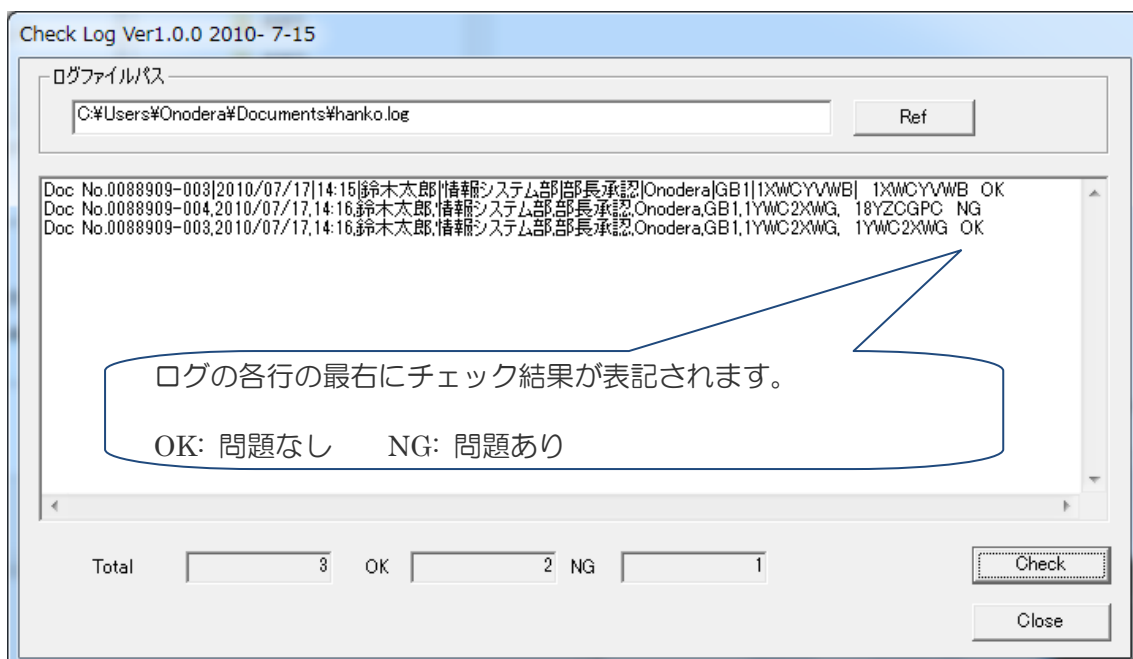 Check Log Ver1.0.0 2010- 7-15
ログファイルパス
C:¥Users¥Onodera¥Documents¥hanko.log
Ref
Doc No.0088909-003|2010/07/17|14:15|鈴木太郎|情報システム部|部長承認|Onodera|GB1|1XWCYVWB| 1XWCYVWB OK
Doc No.0088909-004,2010/07/17,14:16,鈴木太郎,情報システム部,部長承認,Onodera,GB1,1YWC2XWG, 18YZCGPC NG
Doc No.0088909-003,2010/07/17,14:16,鈴木太郎,情報システム部,部長承認,Onodera,GB1,1YWC2XWG, 1YWC2XWG OK
ログの各行の最右にチェック結果が表記されます。
OK: 問題なし NG: 問題あり
Total 3 OK 2 NG 1
Check
Close